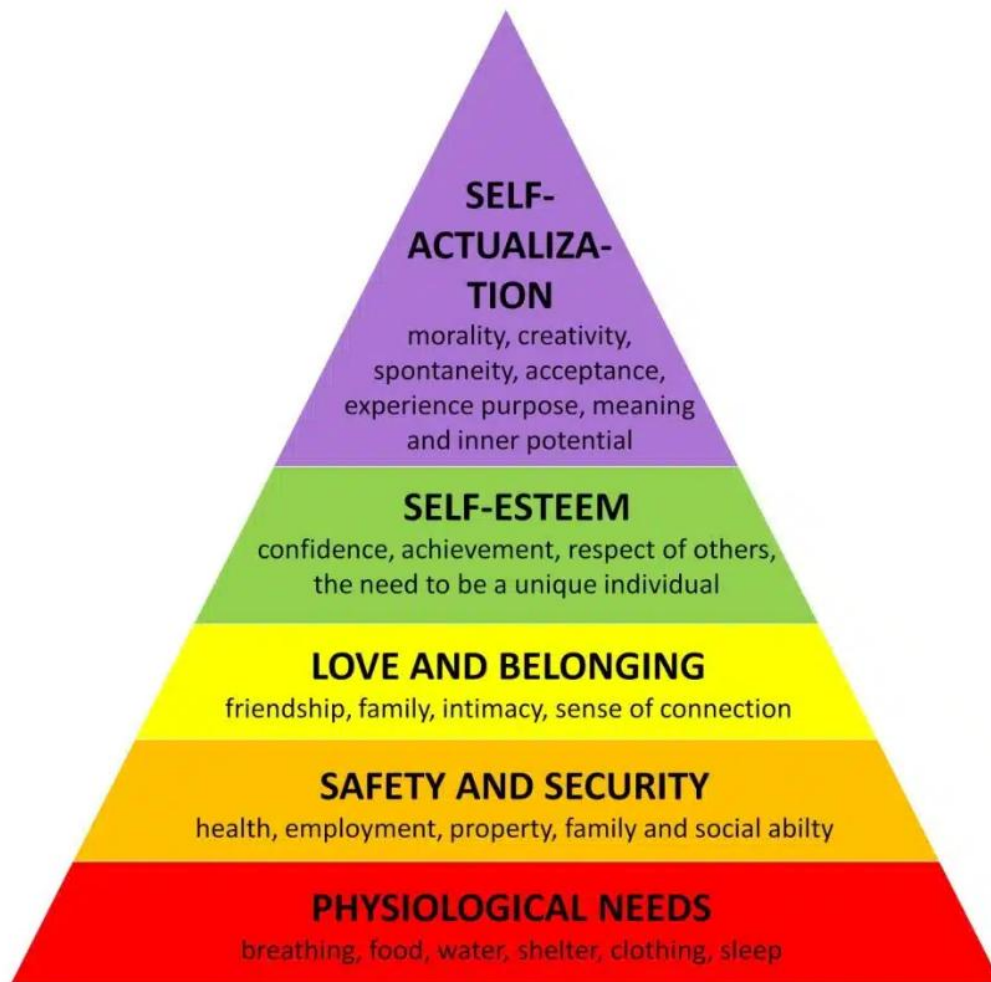 SELF-
ACTUALIZA-
TION
morality, creativity,
spontaneity, acceptance,
experience purpose, meaning
and inner potential
SELF-ESTEEM
confidence, achievement, respect of others,
the need to be a unique individual
LOVE AND BELONGING
friendship, family, intimacy, sense of connection
SAFETY AND SECURITY
health, employment, property, family and social abilty
PHYSIOLOGICAL NEEDS
breathing, food, water, shelter, clothing, sleep